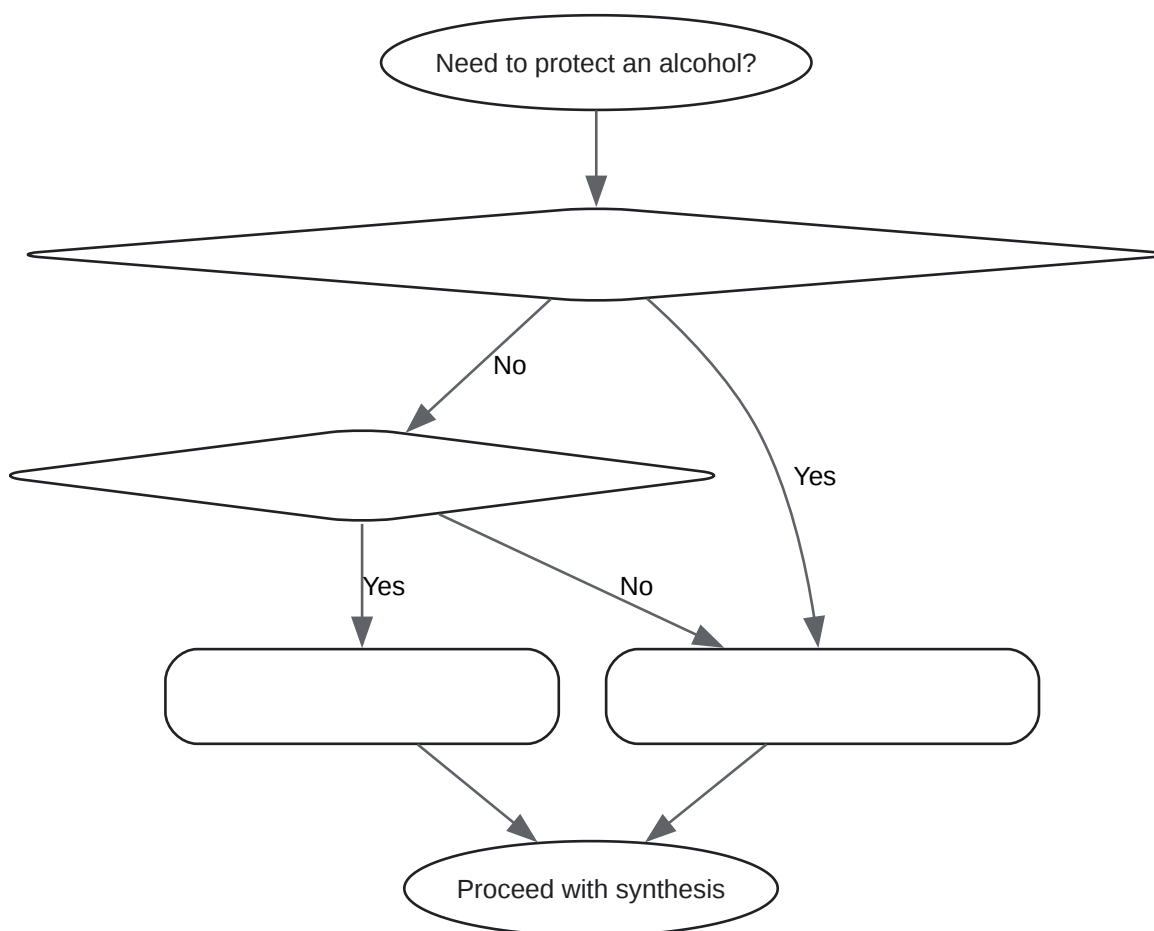 Need to protect an alcohol?
No
Yes
Yes
No
Proceed with synthesis